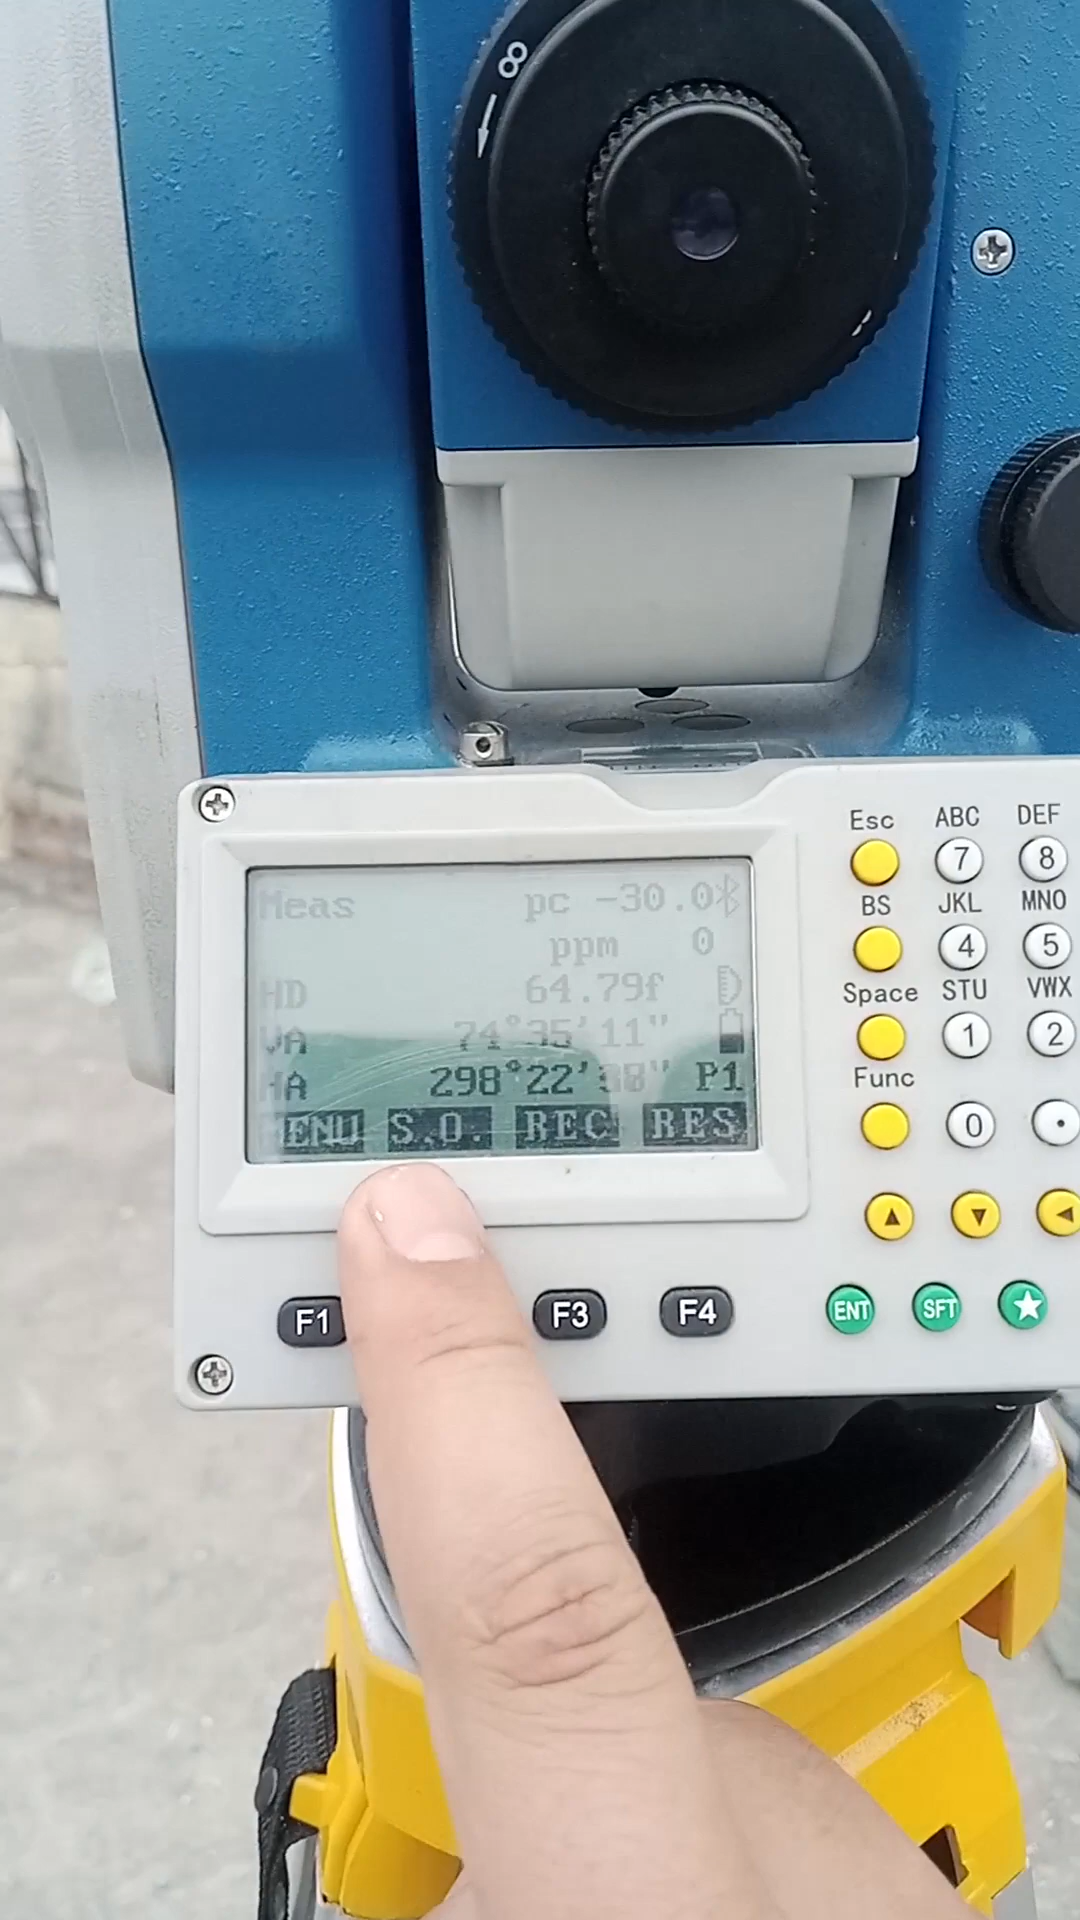 ∞
Meas pc -30.0
ppm 0
HD 64.79f
VA 74°35'11"
HA 298°22' P1
MENU S.O. REC RES
Esc ABC DEF
7 8
BS JKL MNO
4 5
Space STU VWX
1 2
Func
0 .
F1 F3 F4 ENT SFT